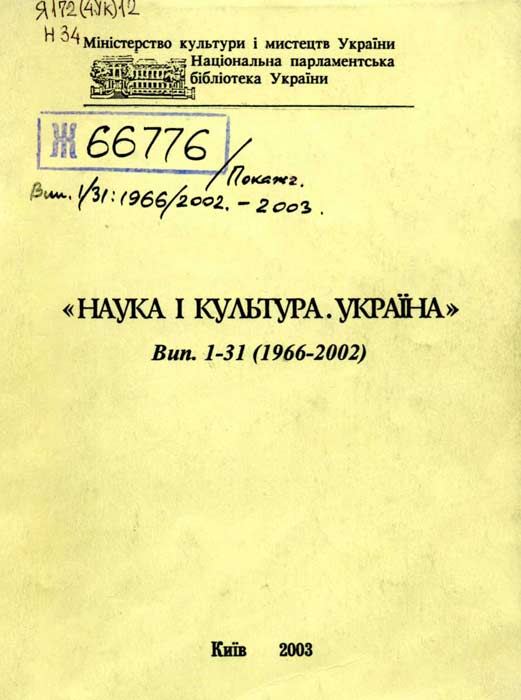 Я172(4Ук)12
Н 34
Міністерство культури і мистецтв України
Національна парламентська
бібліотека України
Ж 66776 / Покажч.
Вип. 1/31: 1966/2002. – 2003.
«НАУКА І КУЛЬТУРА. УКРАЇНА»
Вип. 1-31 (1966-2002)
Київ 2003